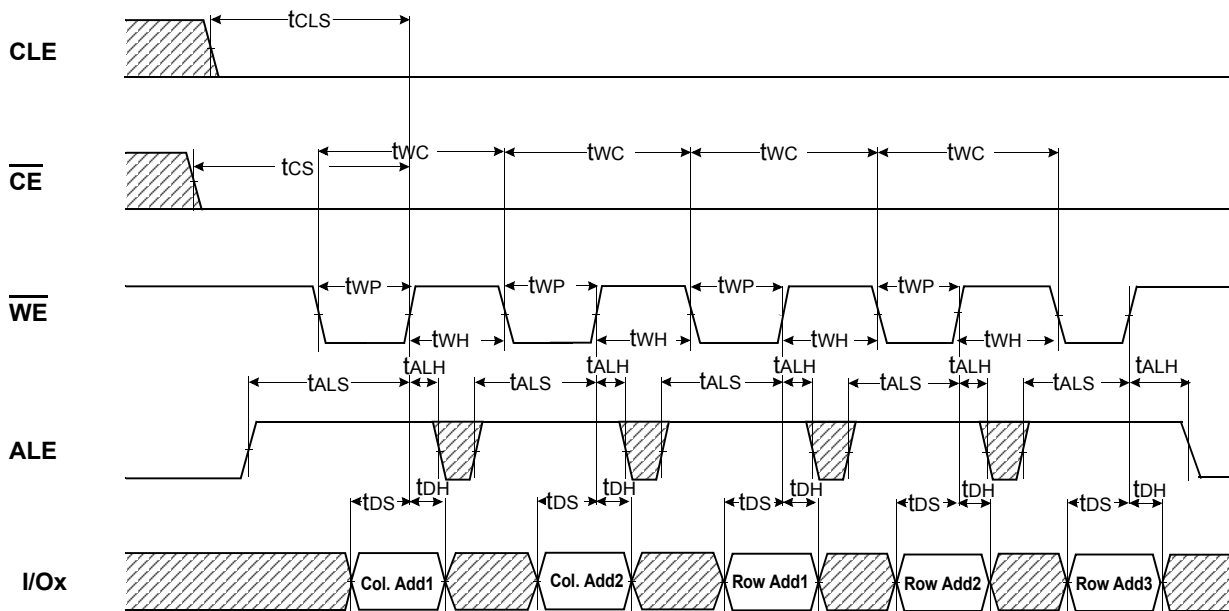 CLE
tCLS
CE
tCS
tWC
tWC
tWC
tWC
WE
tWP
tWP
tWP
tWP
tWH
tWH
tWH
tWH
ALE
tALS
tALH
tALS
tALH
tALS
tALH
tALS
tALH
tALS
tALH
tDS
tDH
tDS
tDH
tDS
tDH
tDS
tDH
tDS
tDH
I/Ox
Col. Add1
Col. Add2
Row Add1
Row Add2
Row Add3